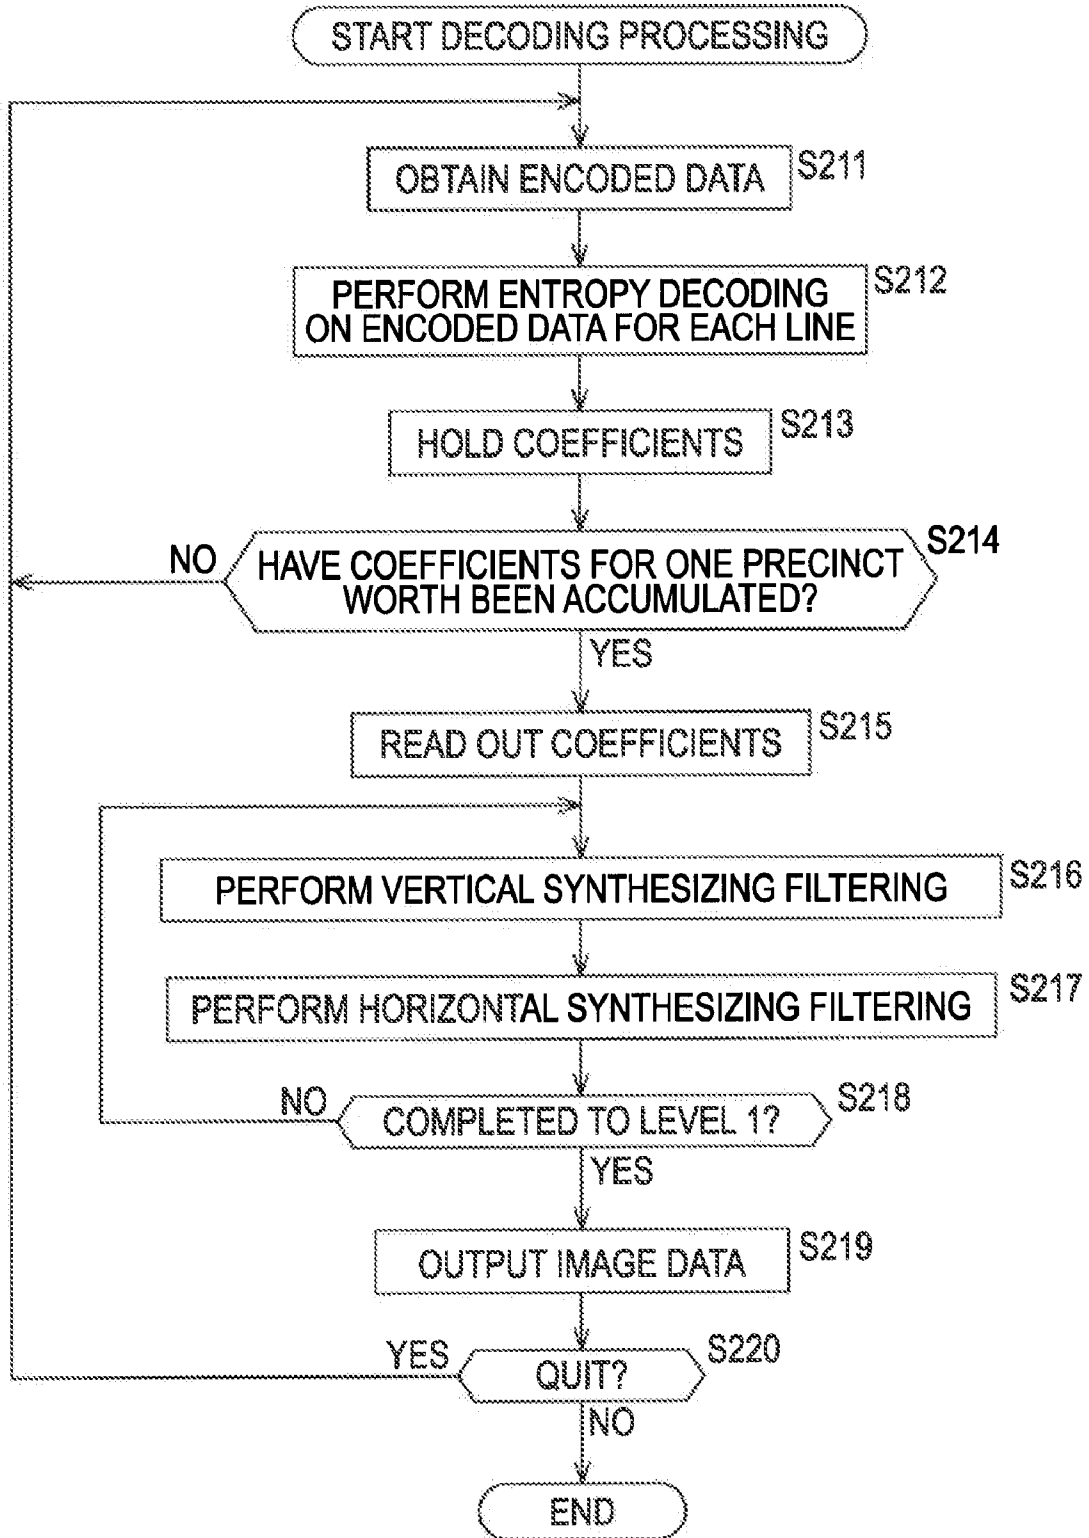 START DECODING PROCESSING
OBTAIN ENCODED DATA
S211
PERFORM ENTROPY DECODING
ON ENCODED DATA FOR EACH LINE
S212
HOLD COEFFICIENTS
S213
HAVE COEFFICIENTS FOR ONE PRECINCT
WORTH BEEN ACCUMULATED?
S214
NO
YES
READ OUT COEFFICIENTS
S215
PERFORM VERTICAL SYNTHESIZING FILTERING
S216
PERFORM HORIZONTAL SYNTHESIZING FILTERING
S217
NO
COMPLETED TO LEVEL 1?
S218
YES
OUTPUT IMAGE DATA
S219
YES
QUIT?
S220
NO
END